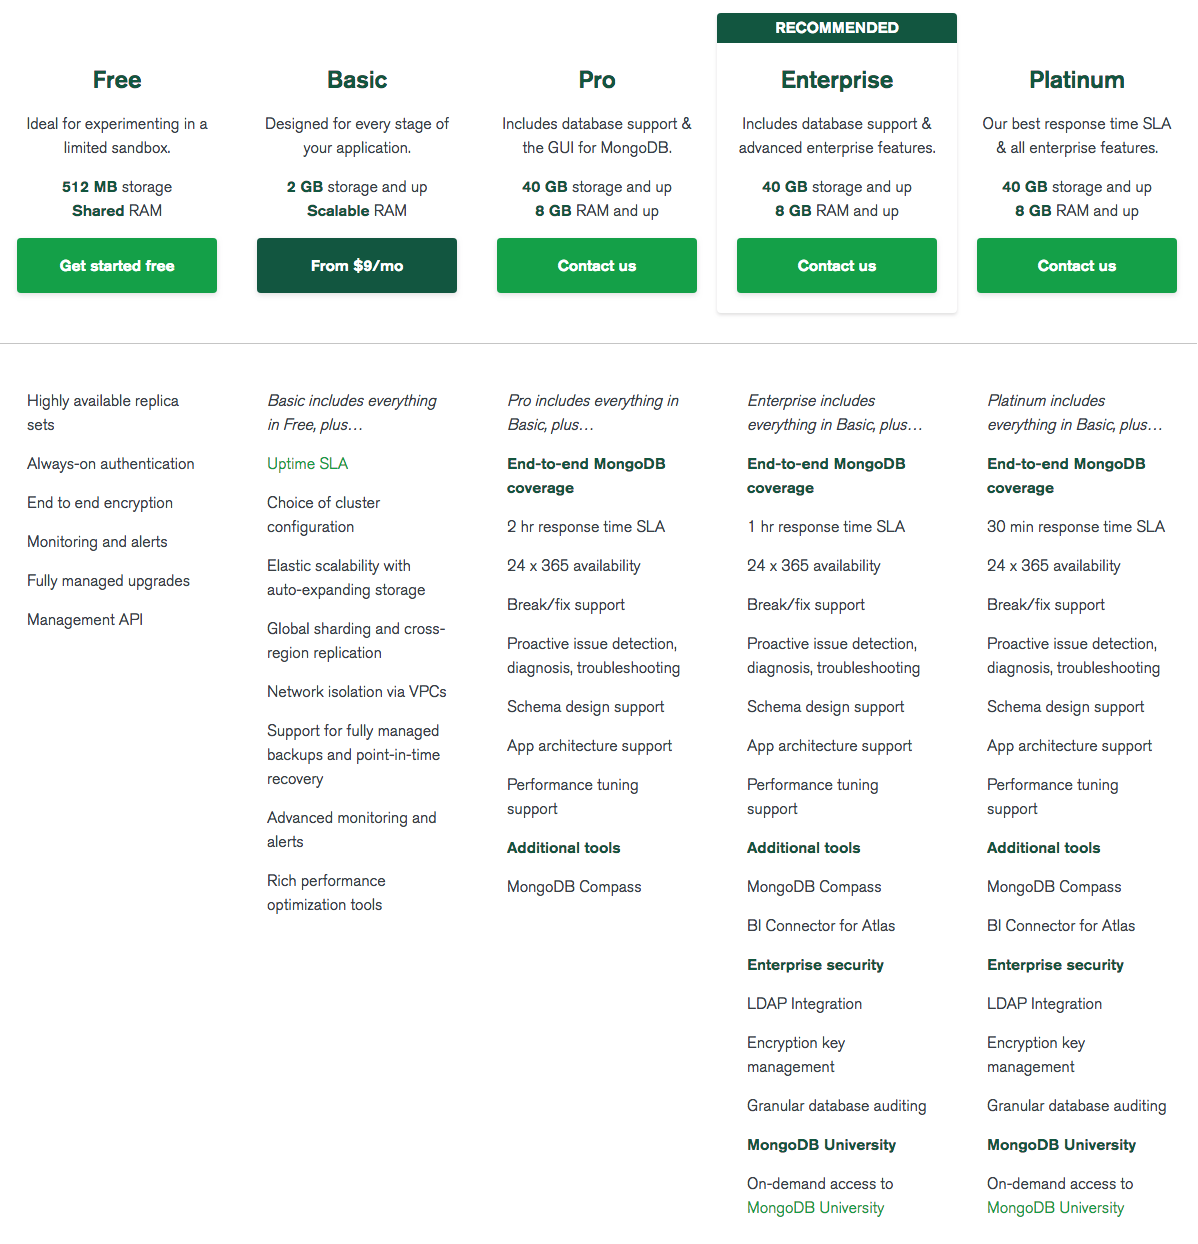 Free
Ideal for experimenting in a
limited sandbox.
512 MB storage
Shared RAM
Get started free
Basic
Designed for every stage of
your application.
2 GB storage and up
Scalable RAM
From $9/mo
Pro
Includes database support &
the GUI for MongoDB.
40 GB storage and up
8 GB RAM and up
Contact us
RECOMMENDED
Enterprise
Includes database support &
advanced enterprise features.
40 GB storage and up
8 GB RAM and up
Contact us
Platinum
Our best response time SLA
& all enterprise features.
40 GB storage and up
8 GB RAM and up
Contact us
Highly available replica
sets
Always-on authentication
End to end encryption
Monitoring and alerts
Fully managed upgrades
Management API
Basic includes everything
in Free, plus…
Uptime SLA
Choice of cluster
configuration
Elastic scalability with
auto-expanding storage
Global sharding and cross-
region replication
Network isolation via VPCs
Support for fully managed
backups and point-in-time
recovery
Advanced monitoring and
alerts
Rich performance
optimization tools
Pro includes everything in
Basic, plus…
End-to-end MongoDB
coverage
2 hr response time SLA
24 x 365 availability
Break/fix support
Proactive issue detection,
diagnosis, troubleshooting
Schema design support
App architecture support
Performance tuning
support
Additional tools
MongoDB Compass
Enterprise includes
everything in Basic, plus…
End-to-end MongoDB
coverage
1 hr response time SLA
24 x 365 availability
Break/fix support
Proactive issue detection,
diagnosis, troubleshooting
Schema design support
App architecture support
Performance tuning
support
Additional tools
MongoDB Compass
BI Connector for Atlas
Enterprise security
LDAP Integration
Encryption key
management
Granular database auditing
MongoDB University
On-demand access to
MongoDB University
Platinum includes
everything in Basic, plus…
End-to-end MongoDB
coverage
30 min response time SLA
24 x 365 availability
Break/fix support
Proactive issue detection,
diagnosis, troubleshooting
Schema design support
App architecture support
Performance tuning
support
Additional tools
MongoDB Compass
BI Connector for Atlas
Enterprise security
LDAP Integration
Encryption key
management
Granular database auditing
MongoDB University
On-demand access to
MongoDB University